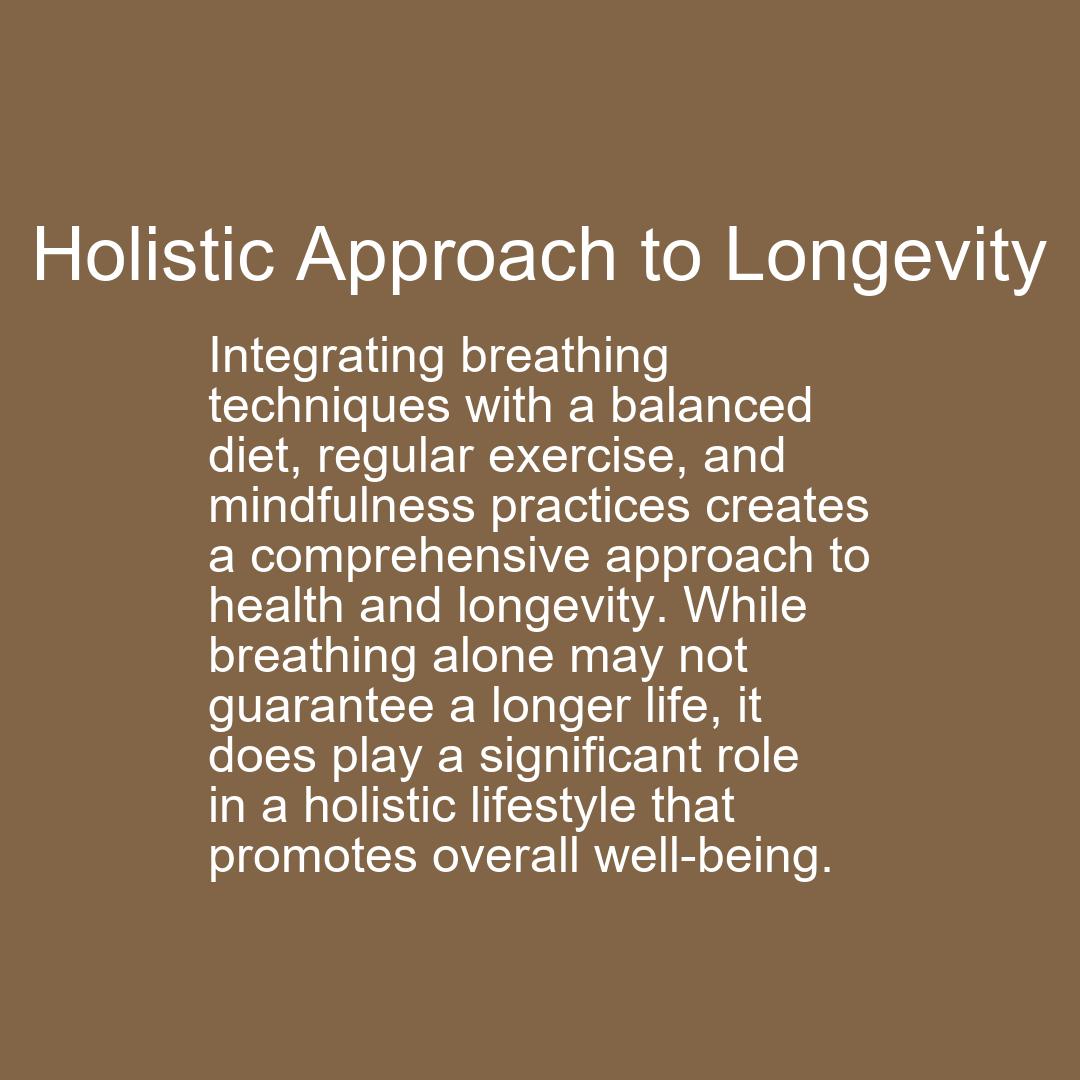 Holistic Approach to Longevity
Integrating breathing
techniques with a balanced
diet, regular exercise, and
mindfulness practices creates
a comprehensive approach to
health and longevity. While
breathing alone may not
guarantee a longer life, it
does play a significant role
in a holistic lifestyle that
promotes overall well-being.